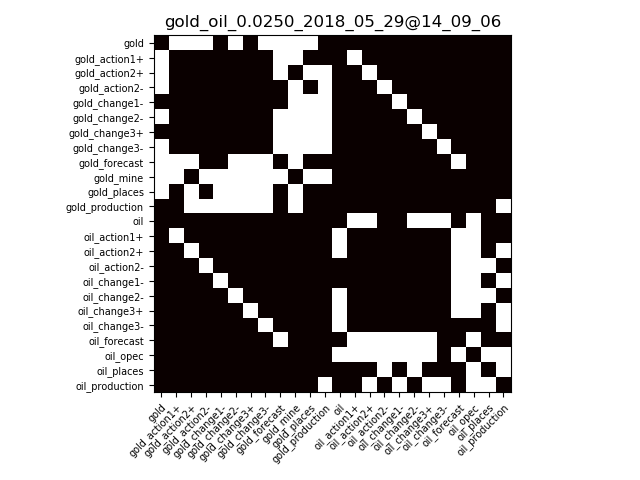 gold_oil_0.0250_2018_05_29@14_09_06
gold
gold_action1+
gold_action2+
gold_action2-
gold_change1-
gold_change2-
gold_change3+
gold_change3-
gold_forecast
gold_mine
gold_places
gold_production
oil
oil_action1+
oil_action2+
oil_action2-
oil_change1-
oil_change2-
oil_change3+
oil_change3-
oil_forecast
oil_opec
oil_places
oil_production
gold
gold_action1+
gold_action2+
gold_action2-
gold_change1-
gold_change2-
gold_change3+
gold_change3-
gold_forecast
gold_mine
gold_places
gold_production
oil
oil_action1+
oil_action2+
oil_action2-
oil_change1-
oil_change2-
oil_change3+
oil_change3-
oil_forecast
oil_opec
oil_places
oil_production